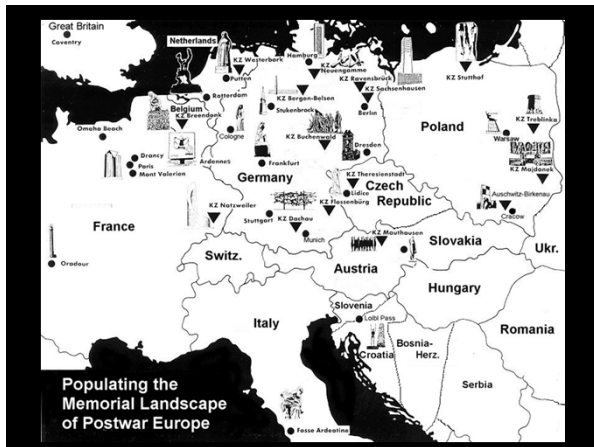 Great Britain
Coventry
Netherlands
Hamburg
KZ Westerbork
KZ
Neuengamme
KZ Ravensbrück
KZ Sachsenhausen
KZ Stutthof
Putten
Rotterdam
KZ Bergen-Belsen
Stukenbrock
Berlin
Belgium
KZ Breendonk
Omaha Beach
Cologne
KZ Buchenwald
Dresden
Poland
Warsaw
KZ Treblinka
KZ Majdanek
Drancy
Paris
Mont Valerien
Ardennes
Frankfurt
Germany
KZ Theresienstadt
Lidice
Czech
Republic
Auschwitz-Birkenau
Cracow
France
KZ Natzweiler
Stuttgart
KZ Dachau
Munich
KZ Flossenbürg
KZ Mauthausen
Slovakia
Ukr.
Oradour
Switz.
Austria
Hungary
Slovenia
Loibl Pass
Italy
Croatia
Bosnia-
Herz.
Romania
Serbia
Fosse Ardeatine
Populating the
Memorial Landscape
of Postwar Europe